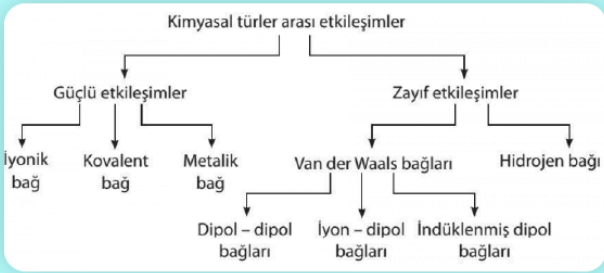 Kimyasal türler arası etkileşimler
Güçlü etkileşimler
Zayıf etkileşimler
İyonik
bağ
Kovalent
bağ
Metalik
bağ
Van der Waals bağları
Hidrojen bağı
Dipol – dipol
bağları
İyon – dipol
bağları
İndüklenmiş dipol
bağları